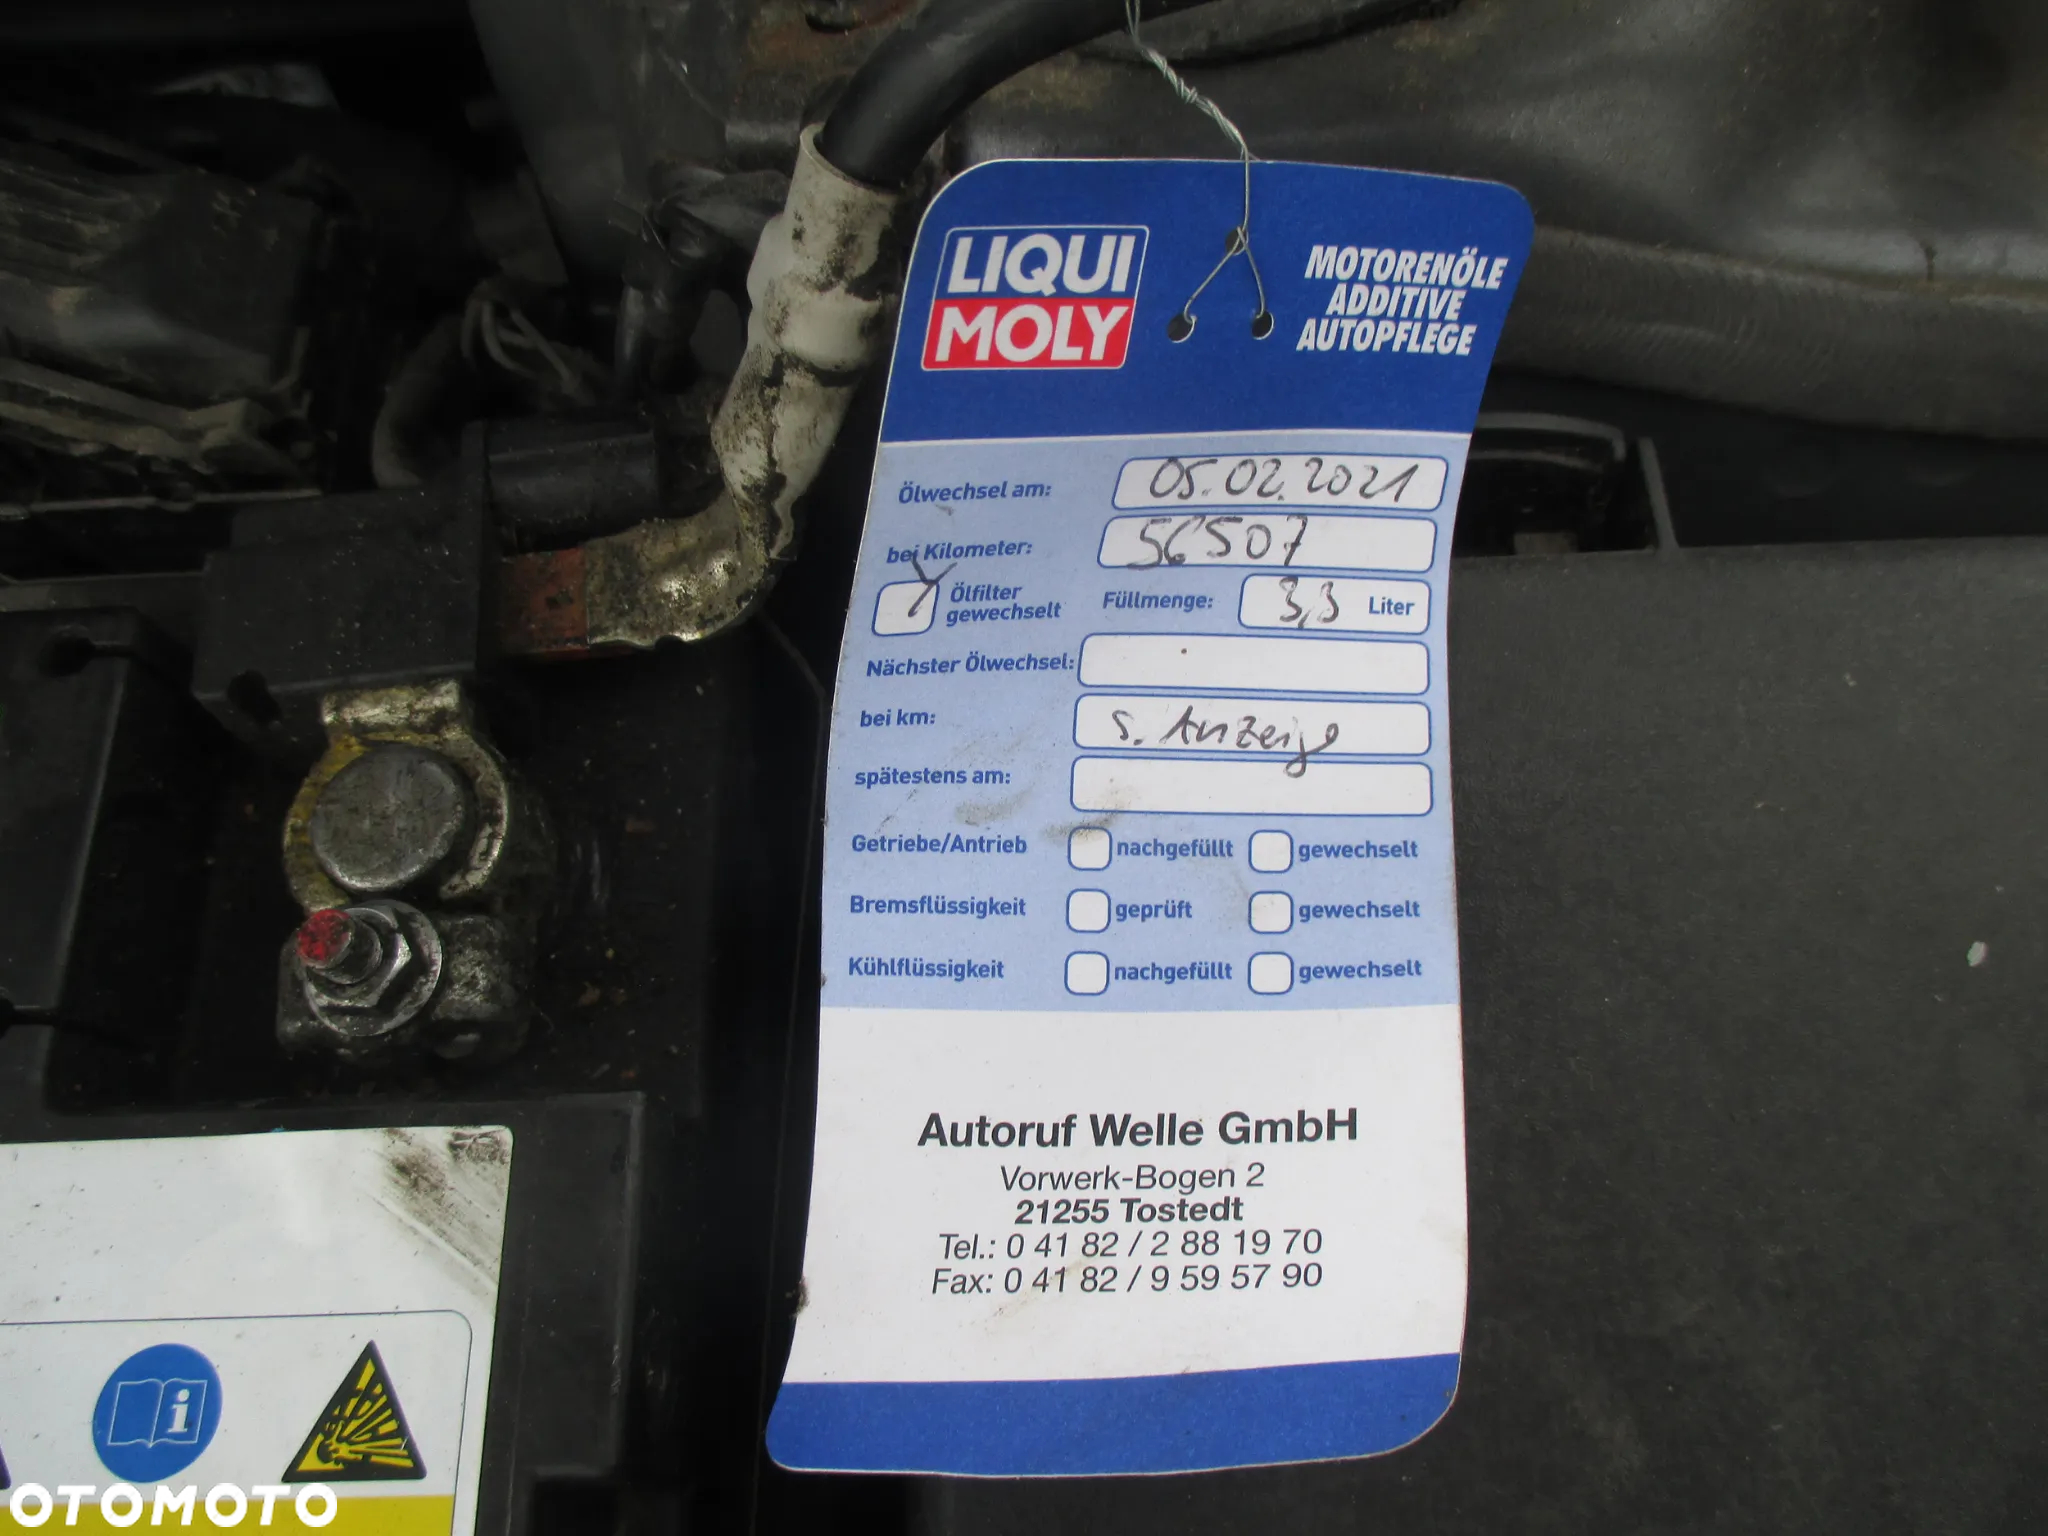 LIQUI
MOLY
MOTORENÖLE
ADDITIVE
AUTOPFLEGE
Ölwechsel am: 05.02.2021
bei Kilometer: 56507
Ölfilter
gewechselt
Füllmenge: 3,3 Liter
Nächster Ölwechsel:
bei km: s. Anzeige
spätestens am:
Getriebe/Antrieb nachgefüllt gewechselt
Bremsflüssigkeit geprüft gewechselt
Kühlflüssigkeit nachgefüllt gewechselt
Autoruf Welle GmbH
Vorwerk-Bogen 2
21255 Tostedt
Tel.: 0 41 82 / 2 88 19 70
Fax: 0 41 82 / 9 59 57 90
OTOMOTO